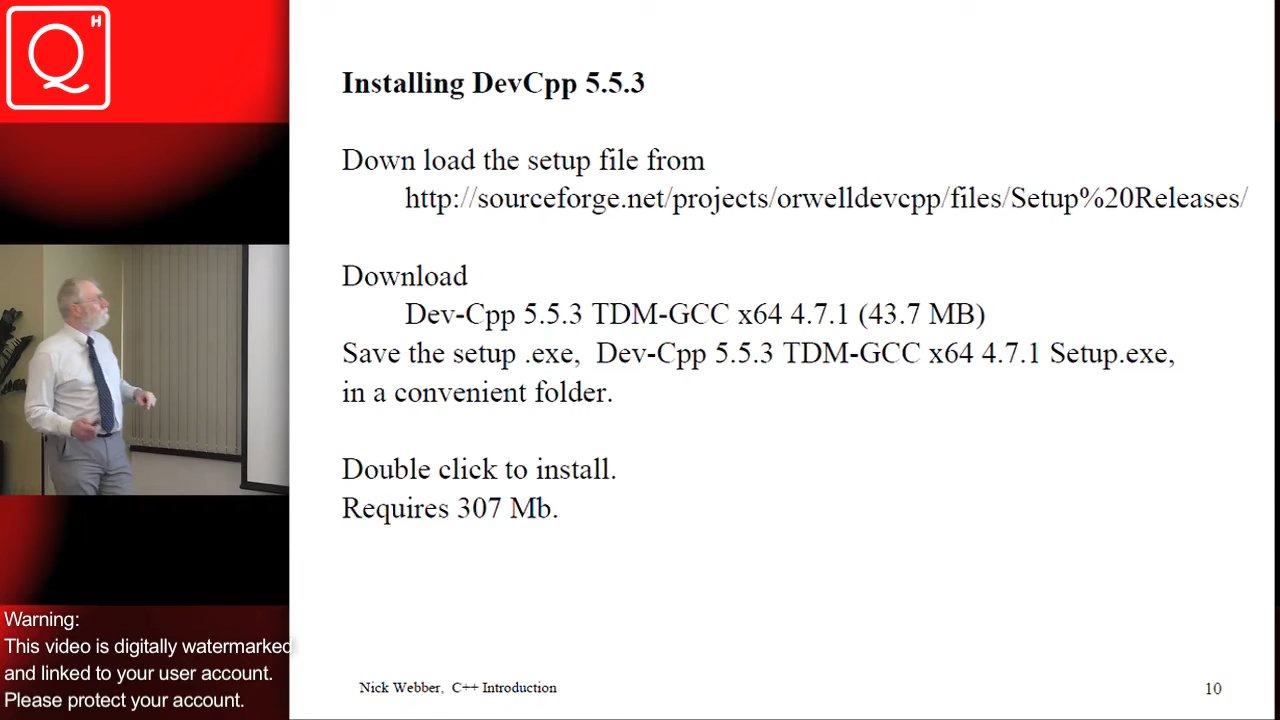 H
Q
Installing DevCpp 5.5.3
Down load the setup file from
http://sourceforge.net/projects/orwelldevcpp/files/Setup%20Releases/
Download
Dev-Cpp 5.5.3 TDM-GCC x64 4.7.1 (43.7 MB)
Save the setup .exe,  Dev-Cpp 5.5.3 TDM-GCC x64 4.7.1 Setup.exe,
in a convenient folder.
Double click to install.
Requires 307 Mb.
Warning:
This video is digitally watermarked
and linked to your user account.
Please protect your account.
Nick Webber,  C++ Introduction
10